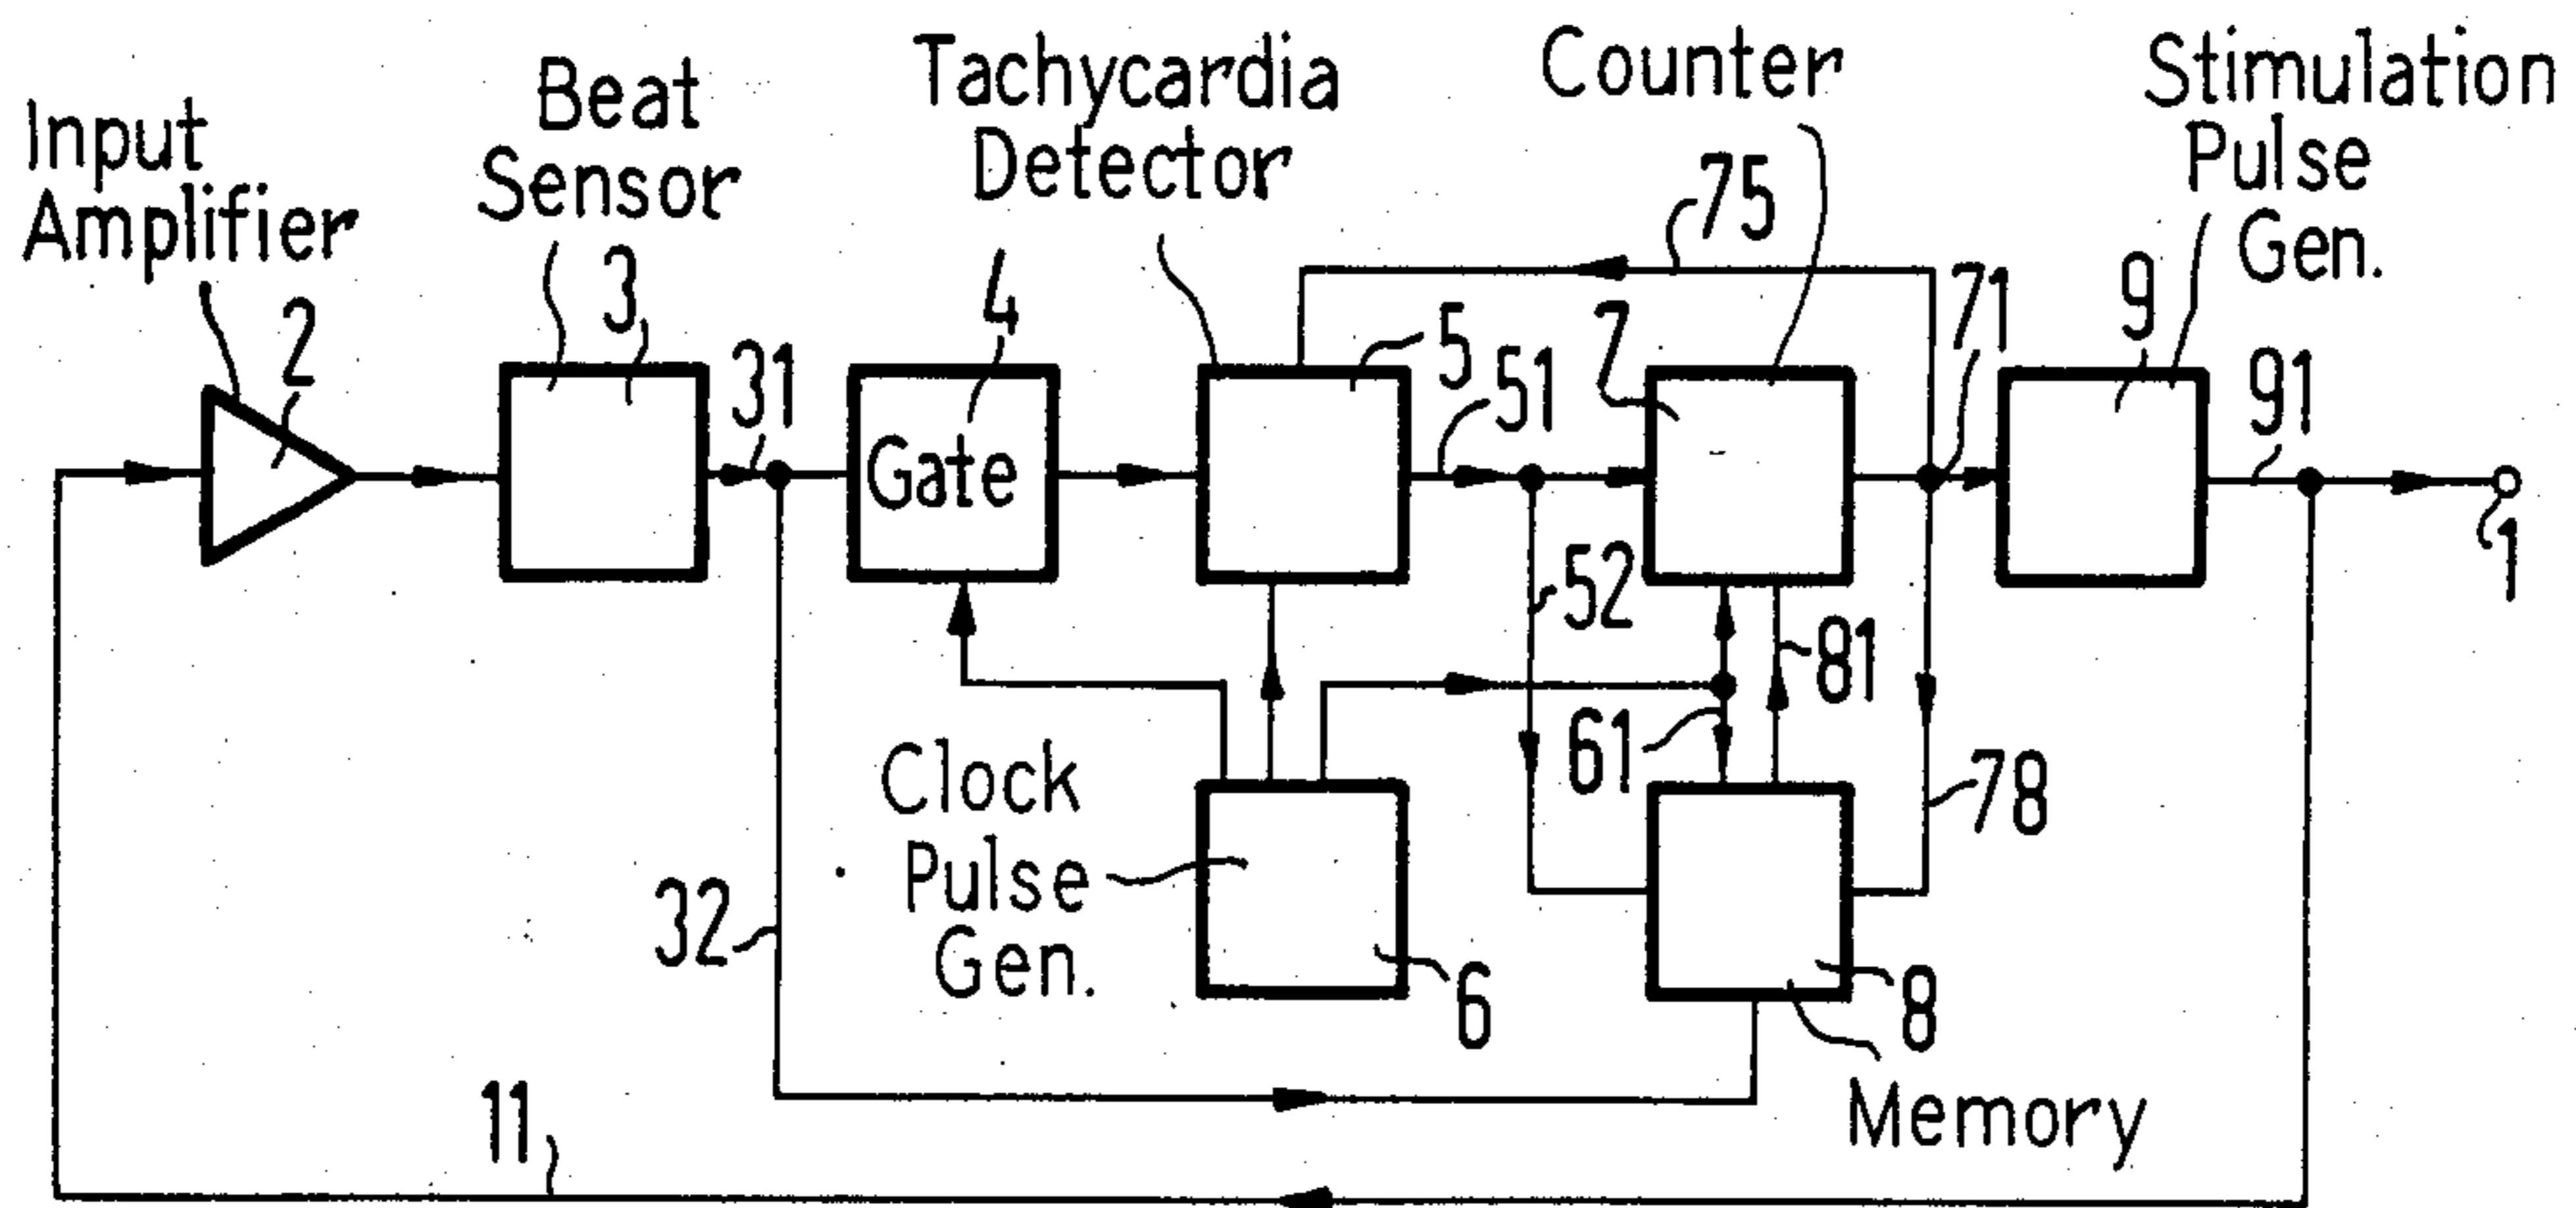 Input
Amplifier
2
Beat
Sensor
3
31
4
Gate
Tachycardia
Detector
5
51
75
Counter
7
71
Stimulation
Pulse
Gen.
9
91
1
52
81
61
78
Clock
Pulse
Gen.
6
8
Memory
32
11